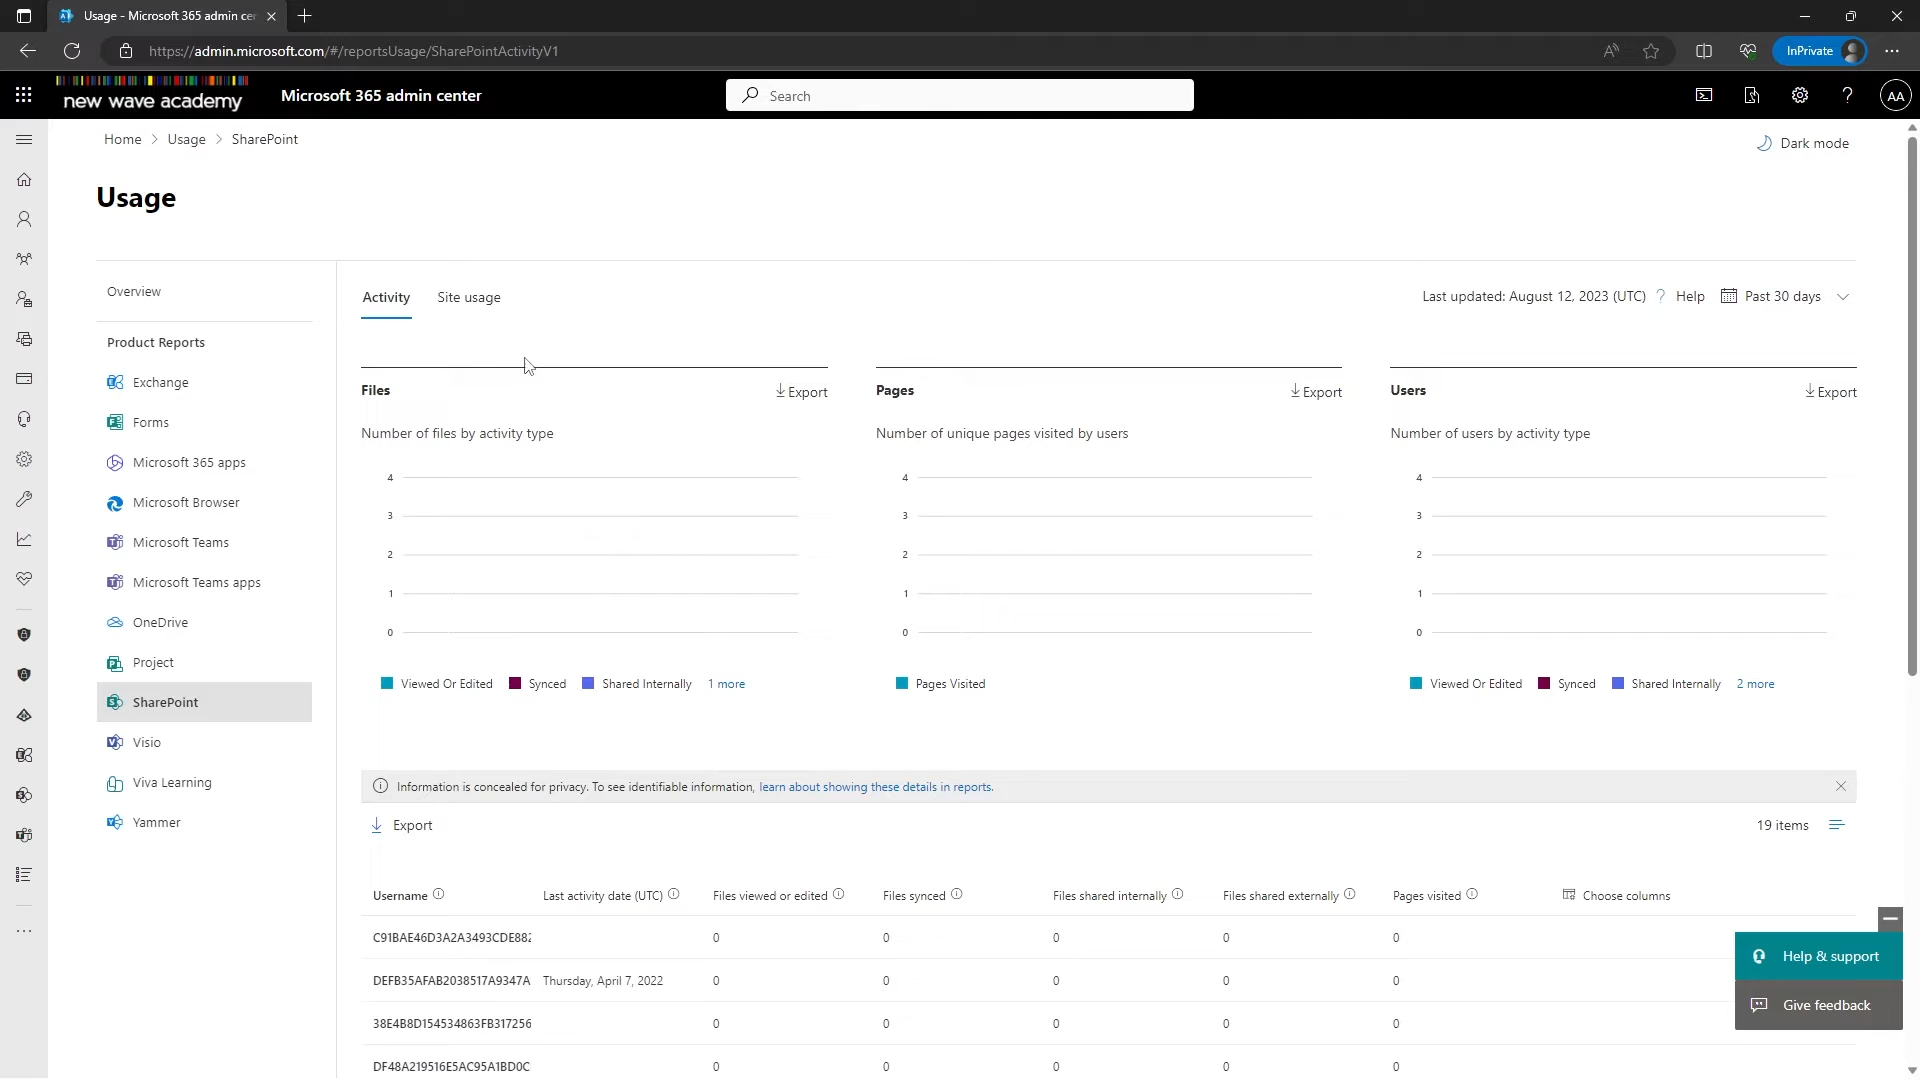 Usage - Microsoft 365 admin cer
https://admin.microsoft.com/#/reportsUsage/SharePointActivityV1
InPrivate
new wave academy
Microsoft 365 admin center
Search
AA
Home > Usage > SharePoint
Dark mode
Usage
Overview
Product Reports
Exchange
Forms
Microsoft 365 apps
Microsoft Browser
Microsoft Teams
Microsoft Teams apps
OneDrive
Project
SharePoint
Visio
Viva Learning
Yammer
Activity
Site usage
Last updated: August 12, 2023 (UTC) ? Help Past 30 days
Files
Export
Number of files by activity type
4
3
2
1
0
Viewed Or Edited Synced Shared Internally 1 more
Pages
Export
Number of unique pages visited by users
4
3
2
1
0
Pages Visited
Users
Export
Number of users by activity type
4
3
2
1
0
Viewed Or Edited Synced Shared Internally 2 more
Information is concealed for privacy. To see identifiable information, learn about showing these details in reports.
Export
19 items
Username Last activity date (UTC) Files viewed or edited Files synced Files shared internally Files shared externally Pages visited Choose columns
C91BAE46D3A2A3493CDE882 0 0 0 0 0
DEFB35AFAB2038517A9347A Thursday, April 7, 2022 0 0 0 0 0
38E4B8D154534863FB317256 0 0 0 0 0
DF48A219516E5AC95A1BD0C 0 0 0 0 0
Help & support
Give feedback